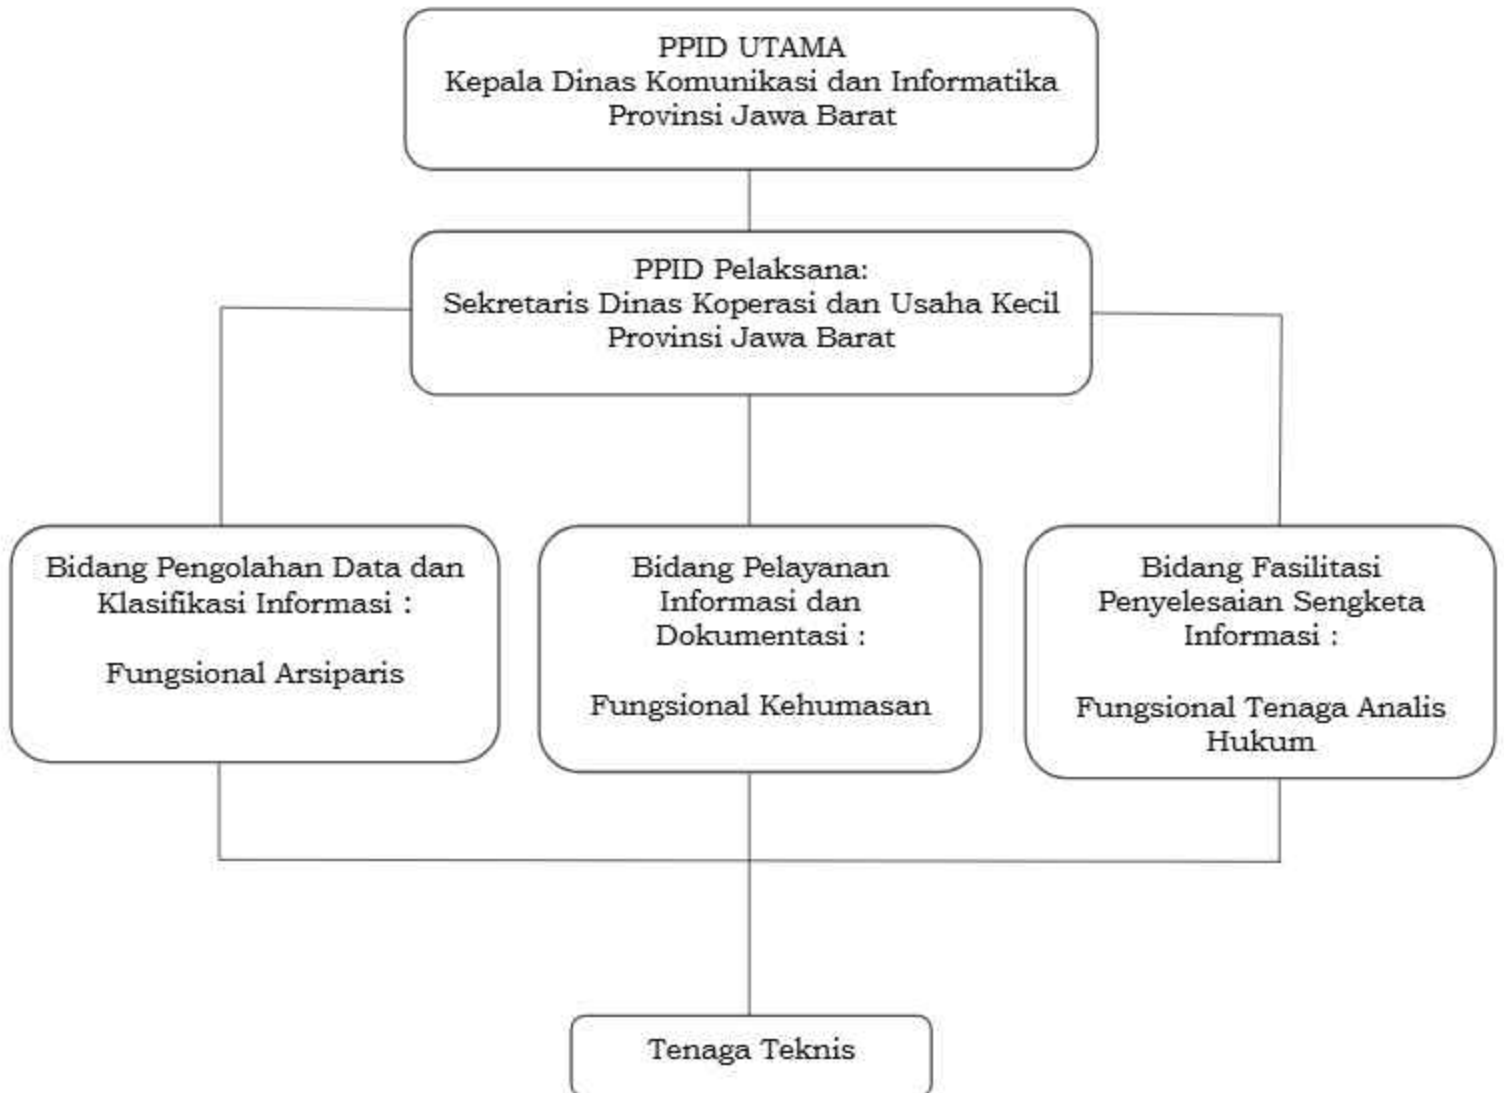 PPID UTAMA
Kepala Dinas Komunikasi dan Informatika
Provinsi Jawa Barat
PPID Pelaksana:
Sekretaris Dinas Koperasi dan Usaha Kecil
Provinsi Jawa Barat
Bidang Pengolahan Data dan
Klasifikasi Informasi :
Fungsional Arsiparis
Bidang Pelayanan
Informasi dan
Dokumentasi :
Fungsional Kehumasan
Bidang Fasilitasi
Penyelesaian Sengketa
Informasi :
Fungsional Tenaga Analis
Hukum
Tenaga Teknis